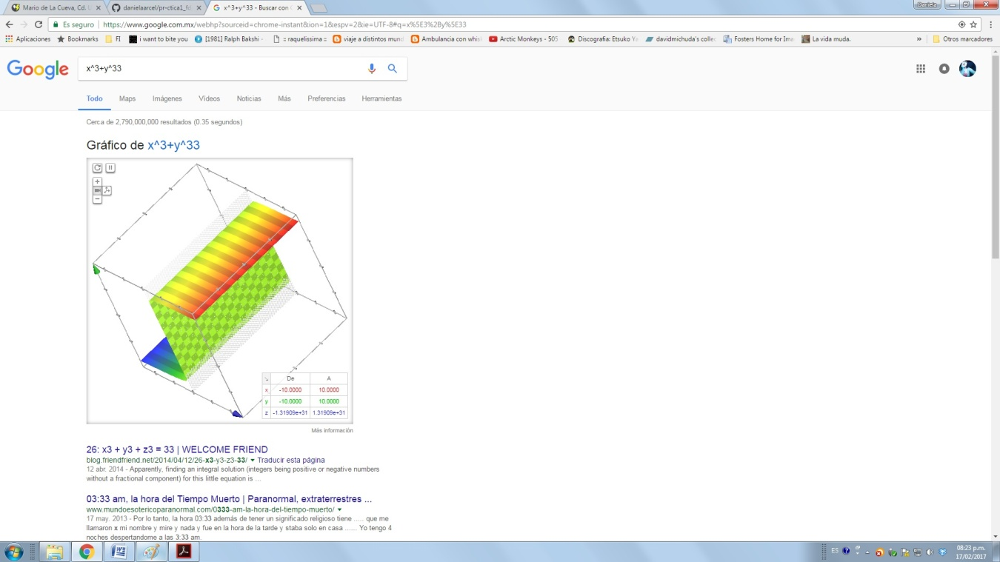 Mario de La Cueva, Cd. U
danielaarcel/pr-ctica1_fd
x^3+y^33 - Buscar con G
Daniela
Es seguro
https://www.google.com.mx/webhp?sourceid=chrome-instant&ion=1&espv=2&ie=UTF-8#q=x%5E3%2By%5E33
Aplicaciones
Bookmarks
FI
i want to bite you
[1981] Ralph Bakshi -
:: raquelissima ::
viaje a distintos mund
Ambulancia con whisk
Arctic Monkeys - 505
Discografia: Etsuko Ya
davidmichuda's collec
Fosters Home for Ima
La vida muda.
»
Otros marcadores
Google
x^3+y^33
Todo
Maps
Imágenes
Vídeos
Noticias
Más
Preferencias
Herramientas
Cerca de 2,790,000,000 resultados (0.35 segundos)
Gráfico de x^3+y^33
De A
x -10.0000 10.0000
y -10.0000 10.0000
z -1.31909e+31 1.31909e+31
Más información
26: x3 + y3 + z3 = 33 | WELCOME FRIEND
blog.friendfriend.net/2014/04/12/26-x3-y3-z3-33/ Traducir esta página
12 abr. 2014 - Apparently, finding an integral solution (integers being positive or negative numbers
without a fractional component) for this little equation is ...
03:33 am, la hora del Tiempo Muerto | Paranormal, extraterrestres ...
www.mundoesotericoparanormal.com/0333-am-la-hora-del-tiempo-muerto/
17 may. 2013 - Por lo tanto, la hora 03:33 además de tener un significado religioso tiene ..... que me
llamaron x mi nombre y mire y nada y fue en la hora de la tarde y staba solo en casa ...... Yo tengo 4
noches despertandome a las 3:33 am.
ES
08:23 p.m.
17/02/2017